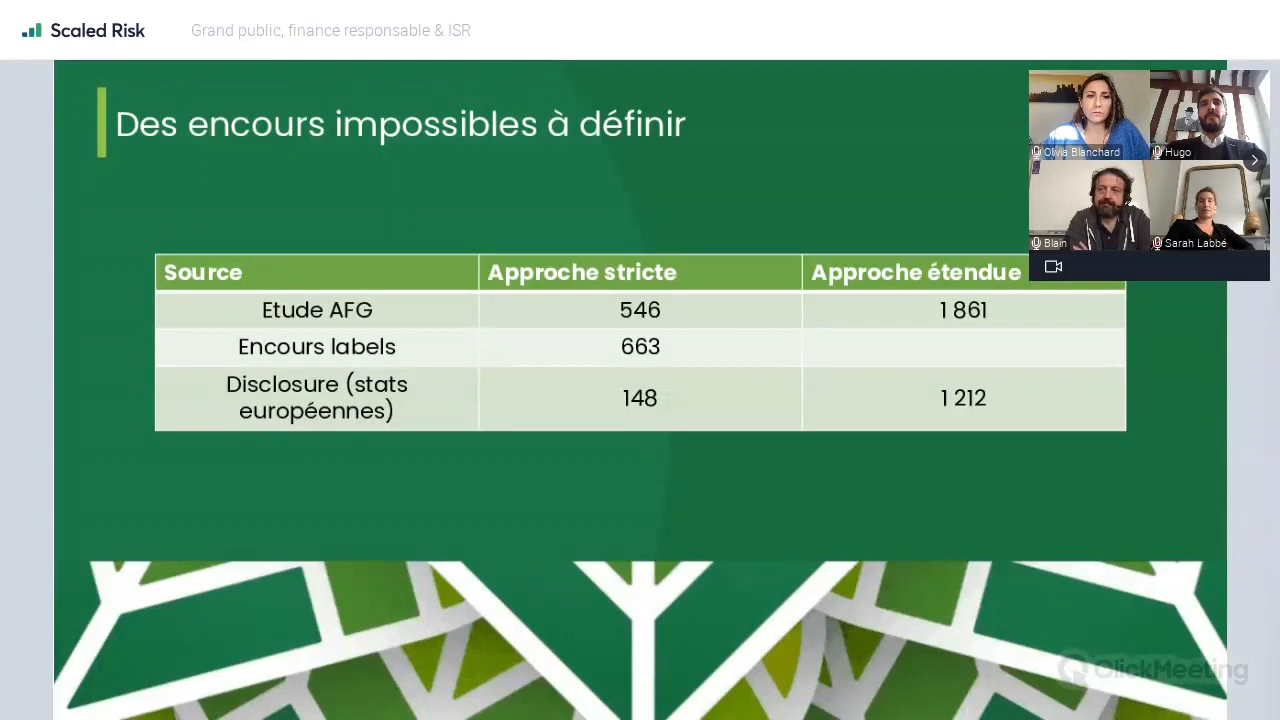 Scaled Risk
Grand public, finance responsable & ISR
Des encours impossibles à définir
Olivia Blanchard
Hugo
Blain
Sarah Labbé
Source Approche stricte Approche étendue
Etude AFG 546 1 861
Encours labels 663
Disclosure (stats
européennes) 148 1 212
ClickMeeting